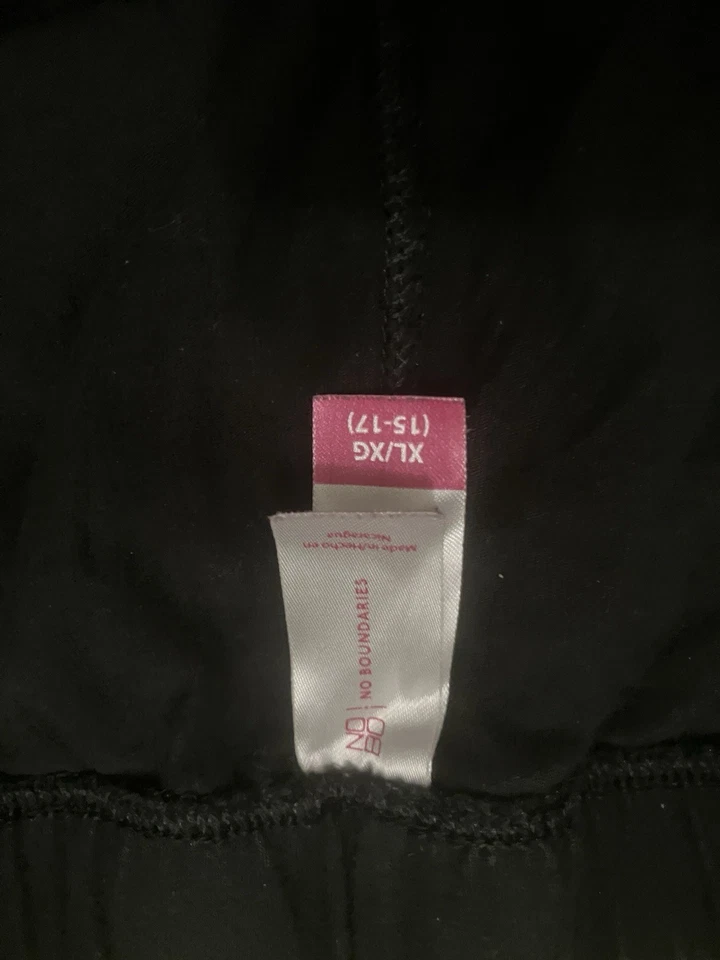 NO
BO
NO BOUNDARIES
Made in/Hecho en
Nicaragua
XL/XG
(15-17)